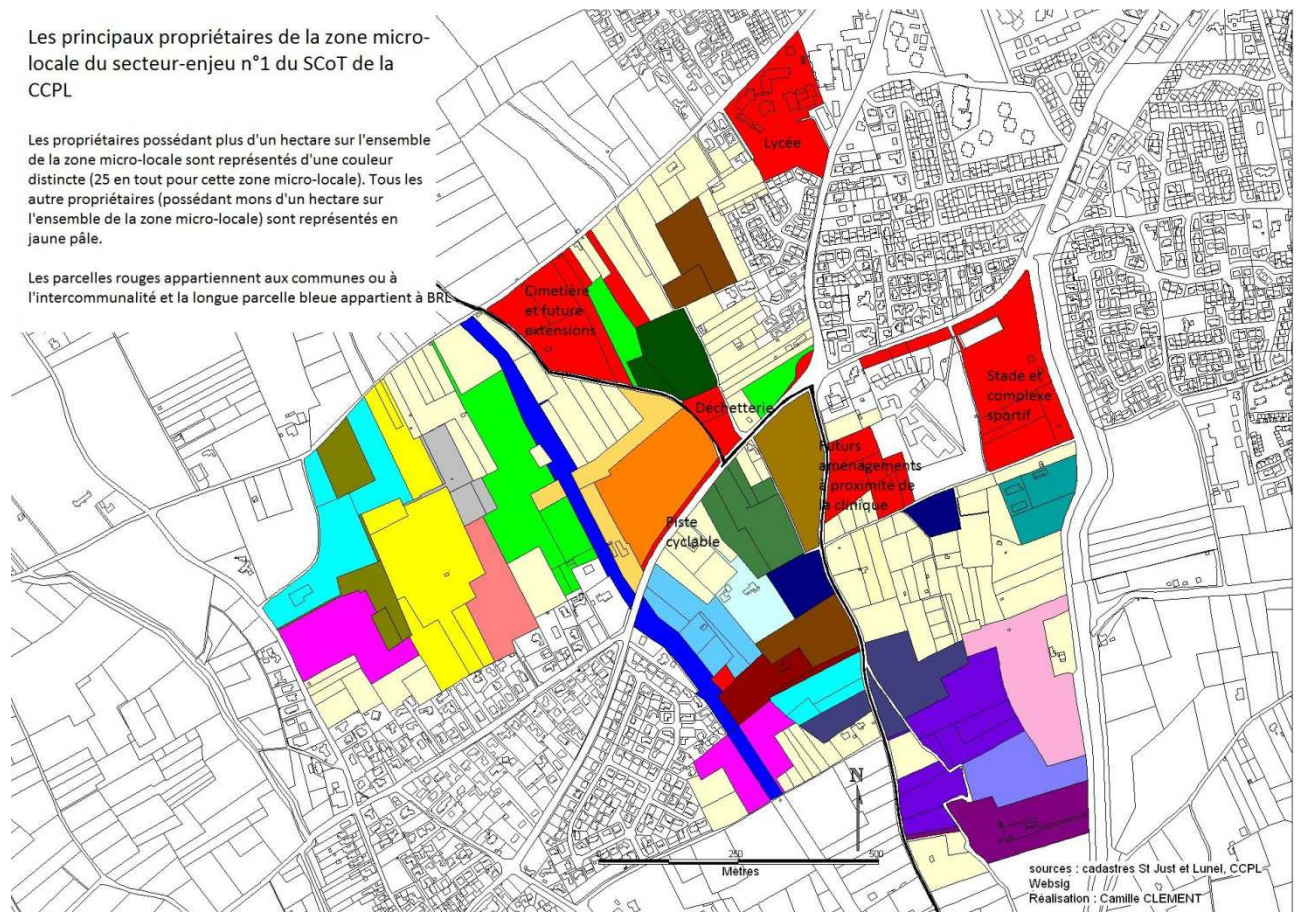 Les principaux propriétaires de la zone micro-
locale du secteur-enjeu n°1 du SCoT de la
CCPL
Les propriétaires possédant plus d'un hectare sur l'ensemble
de la zone micro-locale sont représentés d'une couleur
distincte (25 en tout pour cette zone micro-locale). Tous les
autre propriétaires (possédant mons d'un hectare sur
l'ensemble de la zone micro-locale) sont représentés en
jaune pâle.
Les parcelles rouges appartiennent aux communes ou à
l'intercommunalité et la longue parcelle bleue appartient à BRL
Lycée
Cimetière
et future
extensions
Déchetterie
Stade et
complexe
sportif
Futurs
aménagements
à proximité de
la clinique
Piste
cyclable
N
0 250 500
Mètres
sources : cadastres St Just et Lunel, CCPL
Websig
Réalisation : Camille CLEMENT